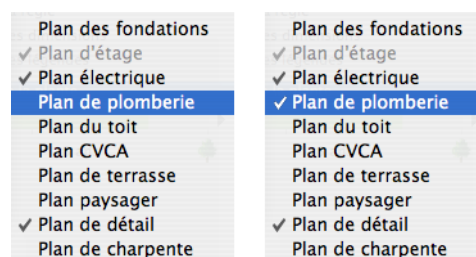 Plan des fondations
✓ Plan d'étage
✓ Plan électrique
Plan de plomberie
Plan du toit
Plan CVCA
Plan de terrasse
Plan paysager
✓ Plan de détail
Plan de charpente
Plan des fondations
✓ Plan d'étage
✓ Plan électrique
✓ Plan de plomberie
Plan du toit
Plan CVCA
Plan de terrasse
Plan paysager
✓ Plan de détail
Plan de charpente